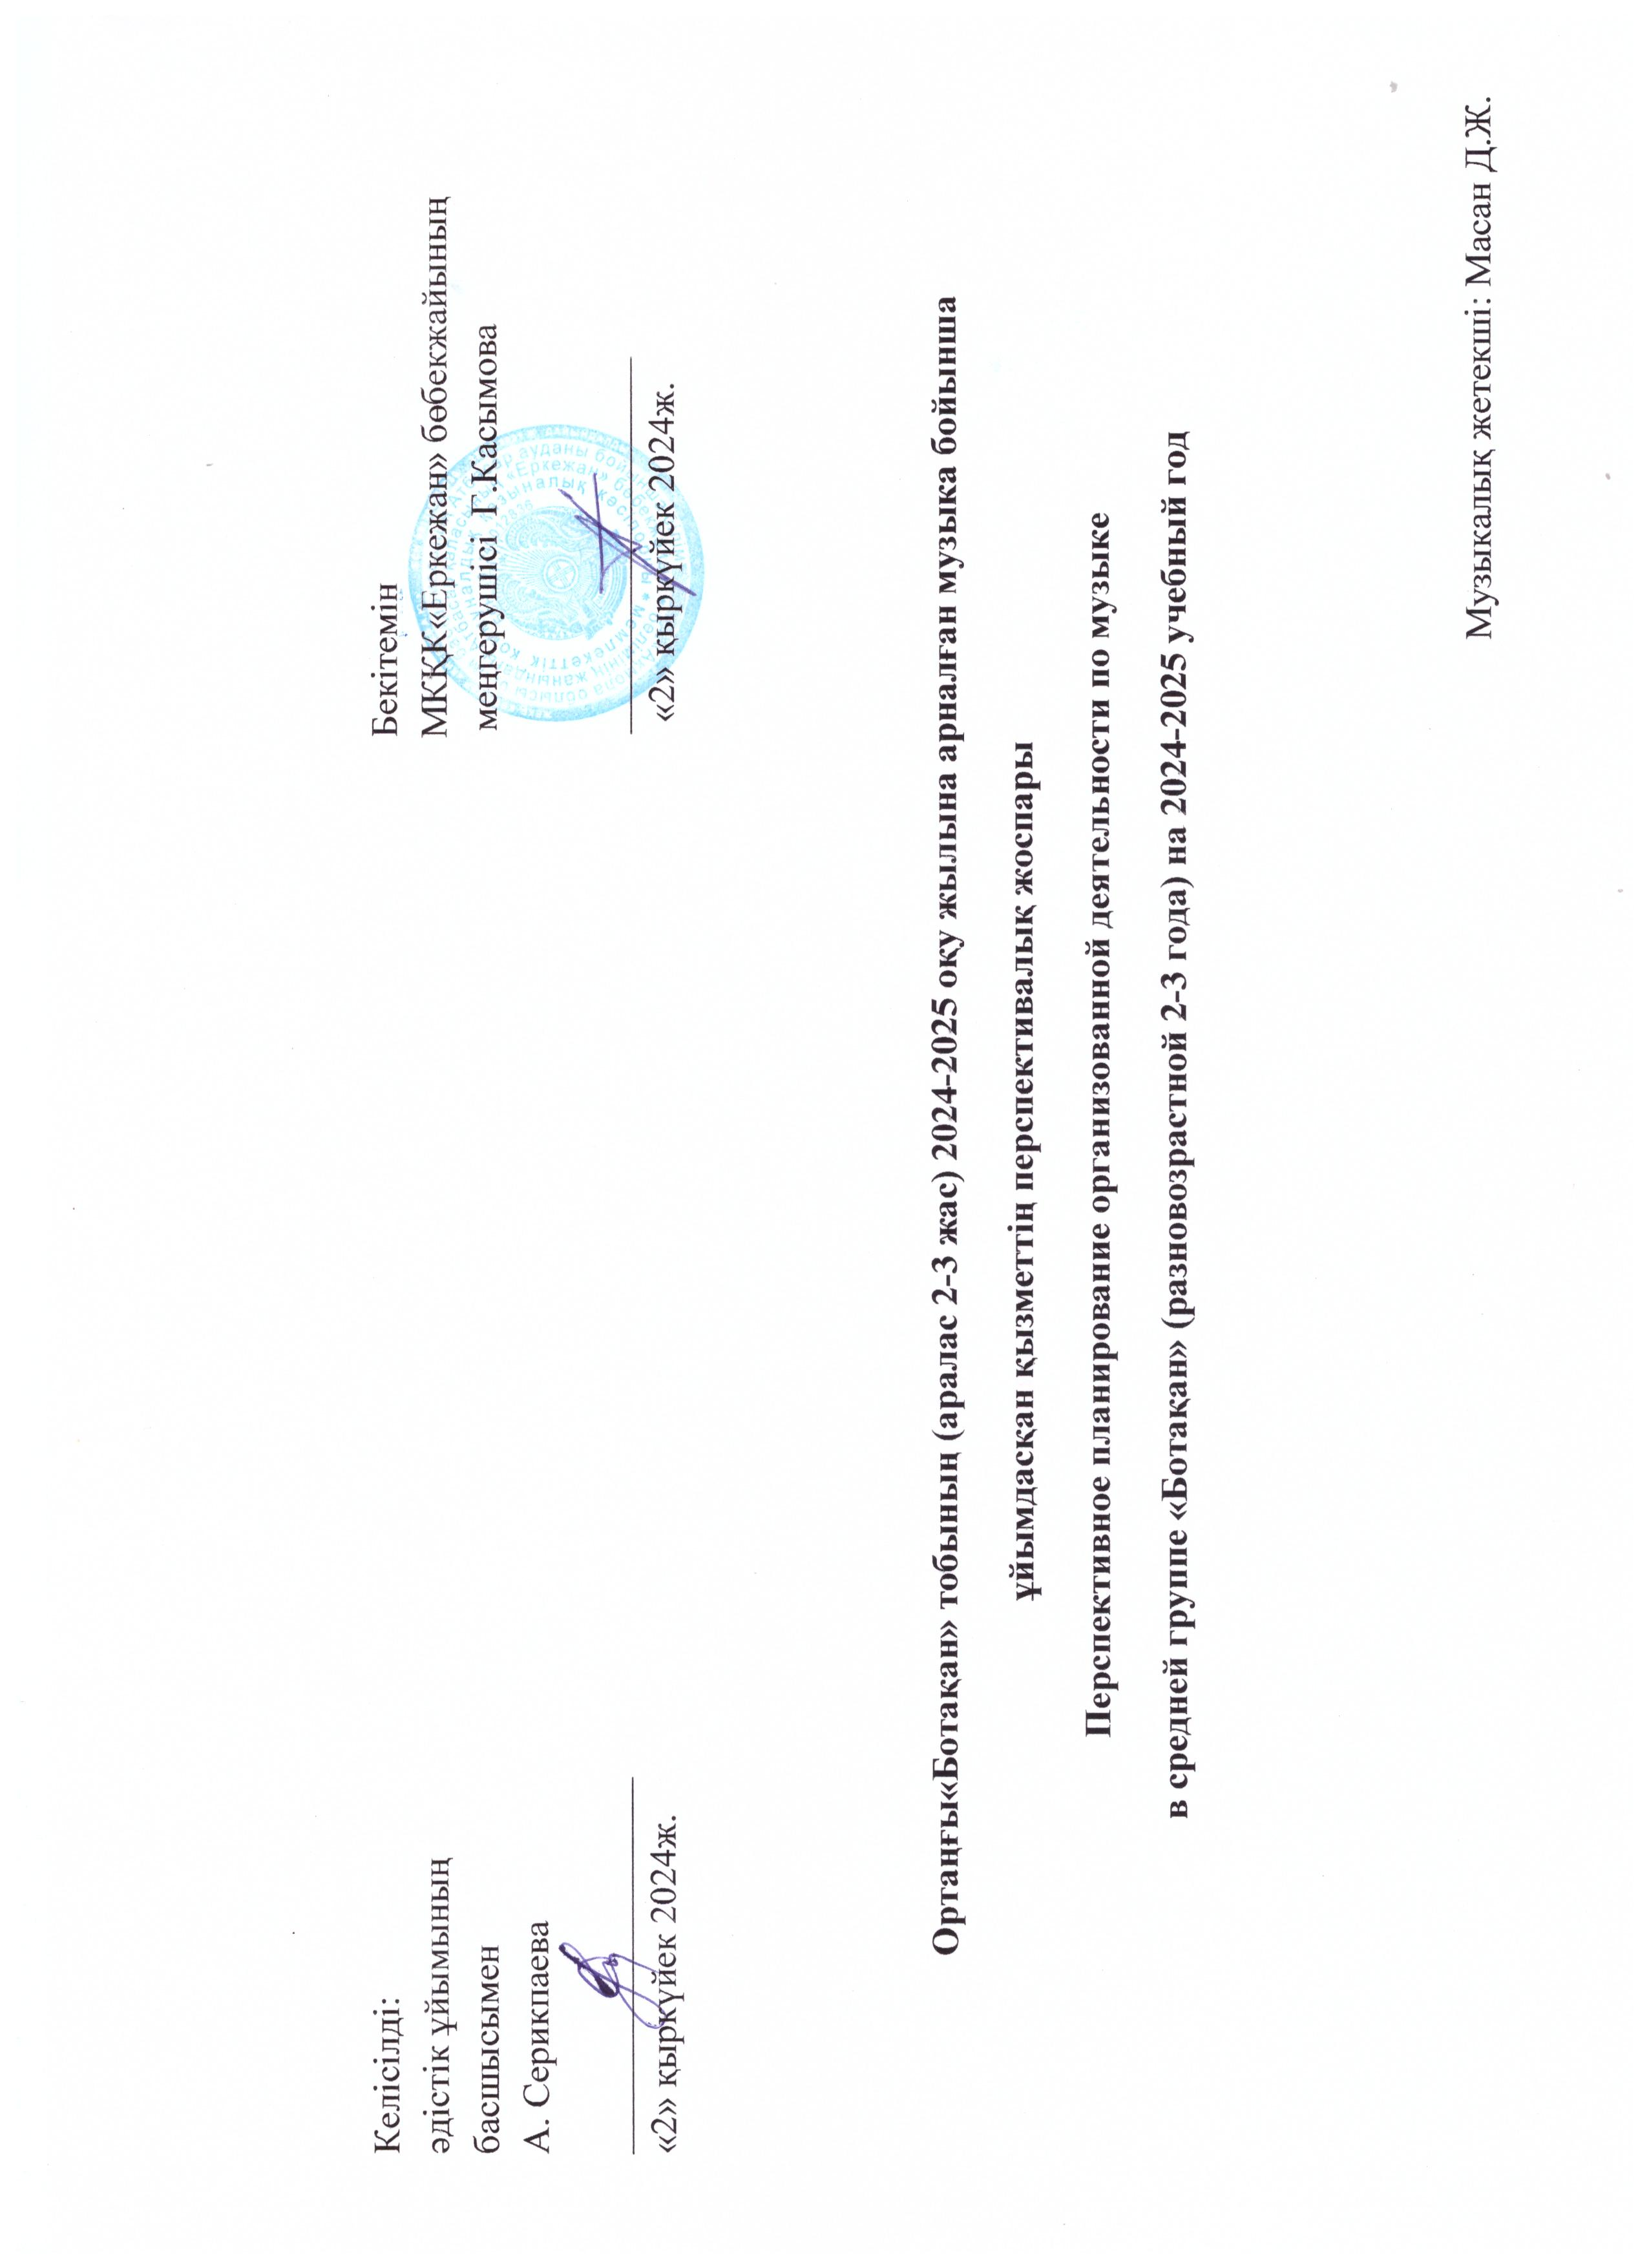 Келісілді:
әдістік ұйымының
басшысымен
А. Серикпаева
«2» қыркүйек 2024ж.
Бекітемін
МКҚК«Еркежан» бөбекжайының
меңгерушісі Г.Касымова
«2» қыркүйек 2024ж.
Ортаңғы«Ботақан» тобының (аралас 2-3 жас) 2024-2025 оқу жылына арналған музыка бойынша
ұйымдасқан қызметтің перспективалық жоспары
Перспективное планирование организованной деятельности по музыке
в средней группе «Ботақан» (разновозрастной 2-3 года) на 2024-2025 учебный год
Музыкалық жетекші: Масан Д.Ж.